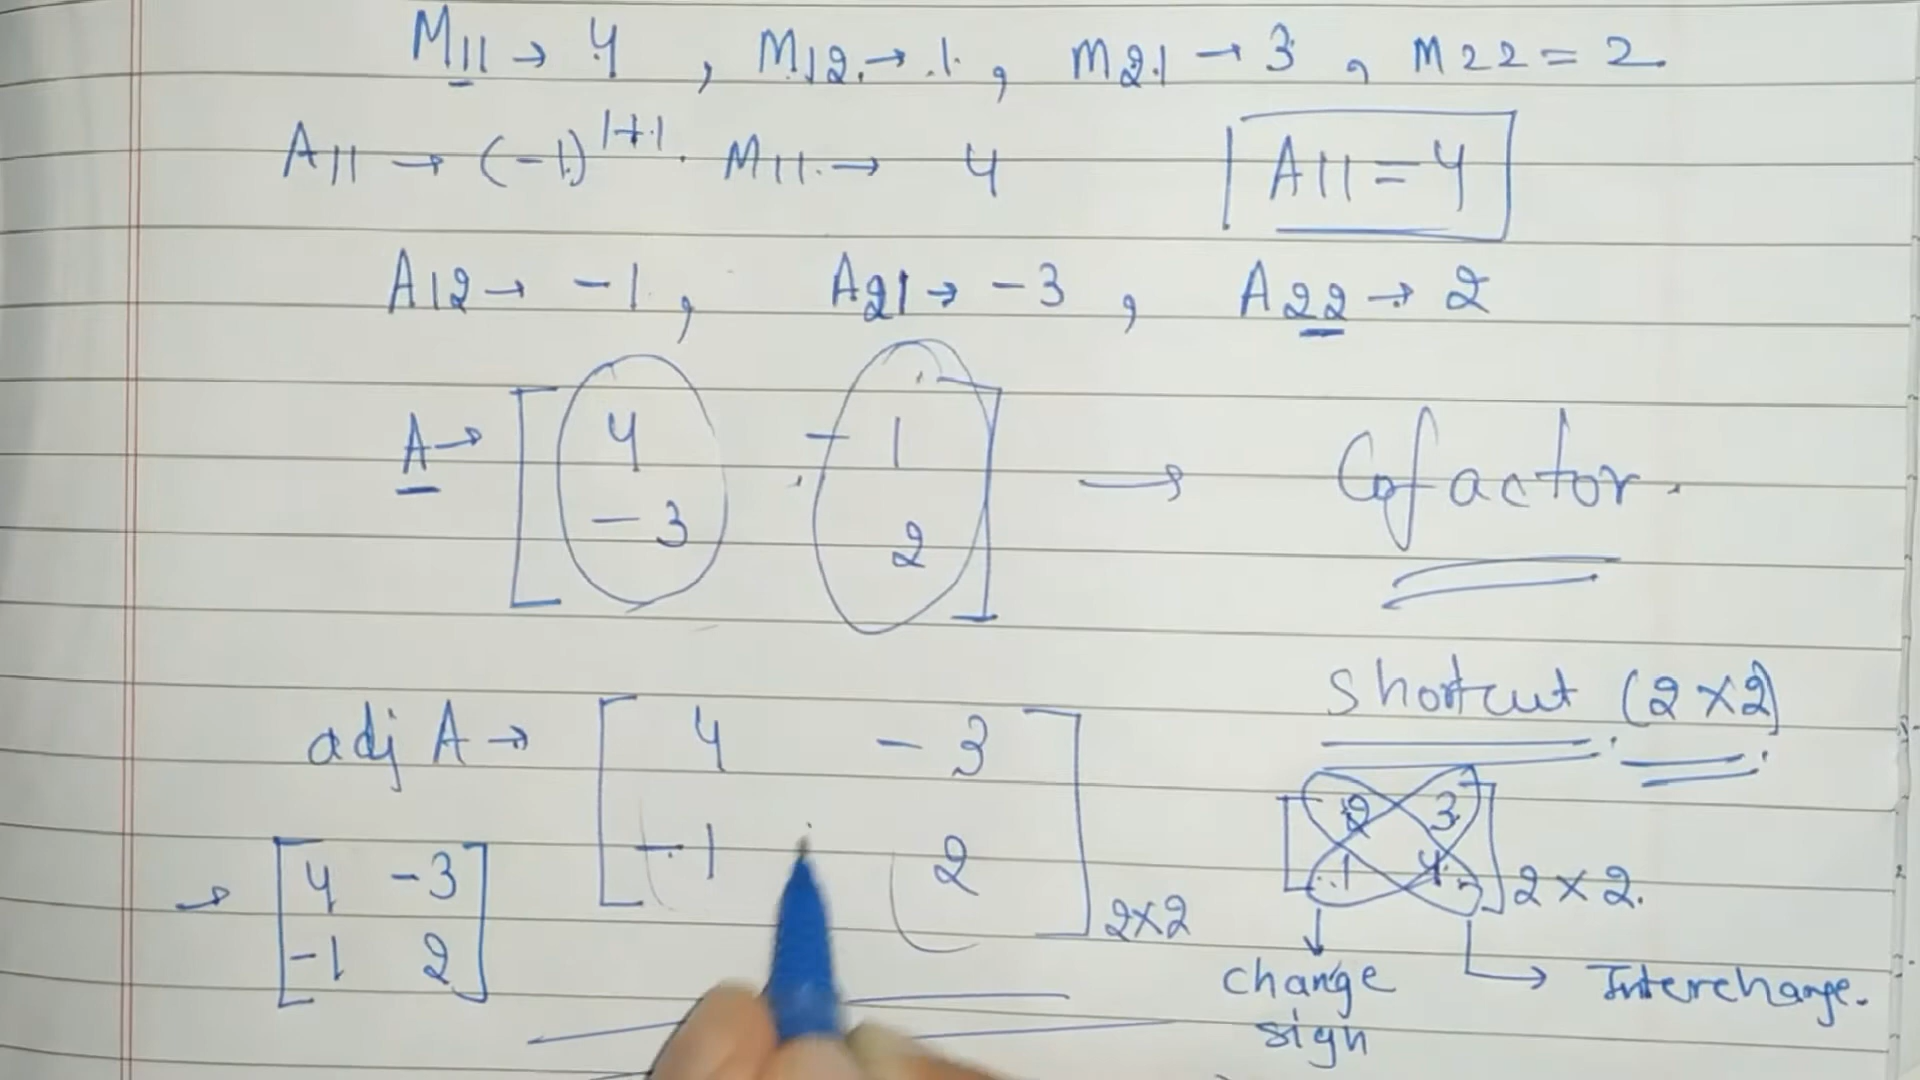 M11 → 4 , M12 → 1 , M21 → 3 , M22 = 2
A11 → (-1)^1+1 . M11 → 4 A11 = 4
A12 → -1 , A21 → -3 , A22 → 2
A → [ 4 -1
-3 2 ] → Cofactor.
Shortcut (2×2)
adj A → [ 4 -3
-1 2 ] 2×2
[ 2 3
1 4 ] 2×2.
→ [ 4 -3
-1 2 ]
change sign
Interchange.